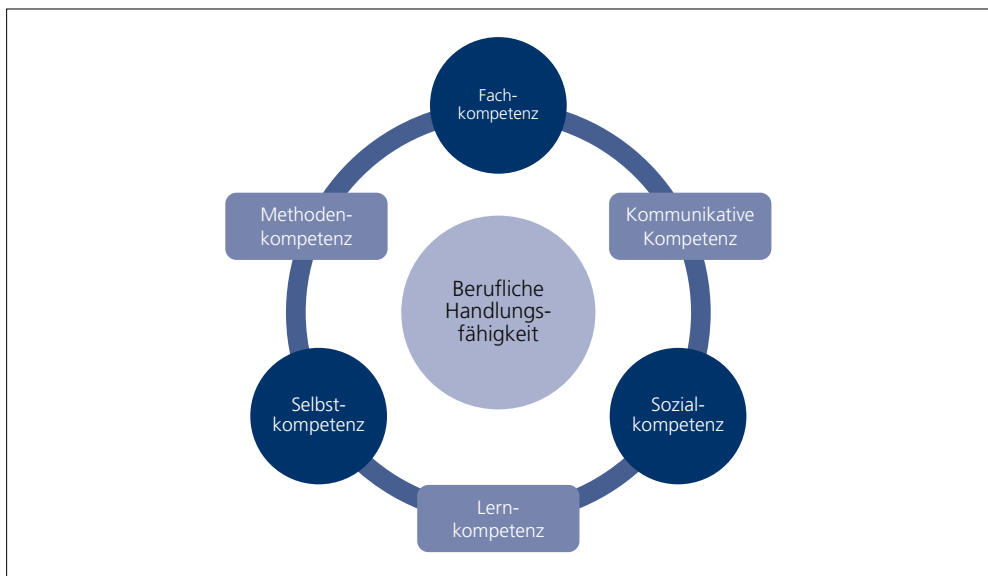 Fach-
kompetenz
Methoden-
kompetenz
Kommunikative
Kompetenz
Berufliche
Handlungs-
fähigkeit
Selbst-
kompetenz
Sozial-
kompetenz
Lern-
kompetenz